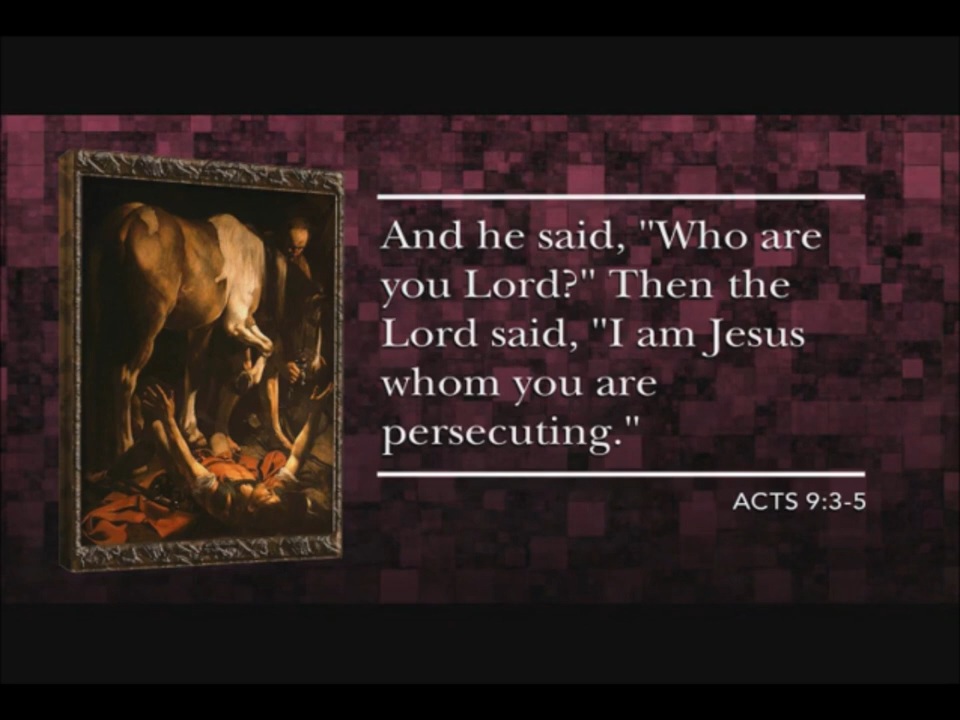 And he said, "Who are
you Lord?" Then the
Lord said, "I am Jesus
whom you are
persecuting."
ACTS 9:3-5